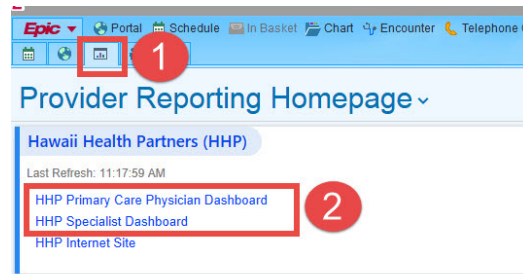 Epic Portal Schedule In Basket Chart Encounter Telephone
1
Provider Reporting Homepage
Hawaii Health Partners (HHP)
Last Refresh: 11:17:59 AM
HHP Primary Care Physician Dashboard
HHP Specialist Dashboard
2
HHP Internet Site